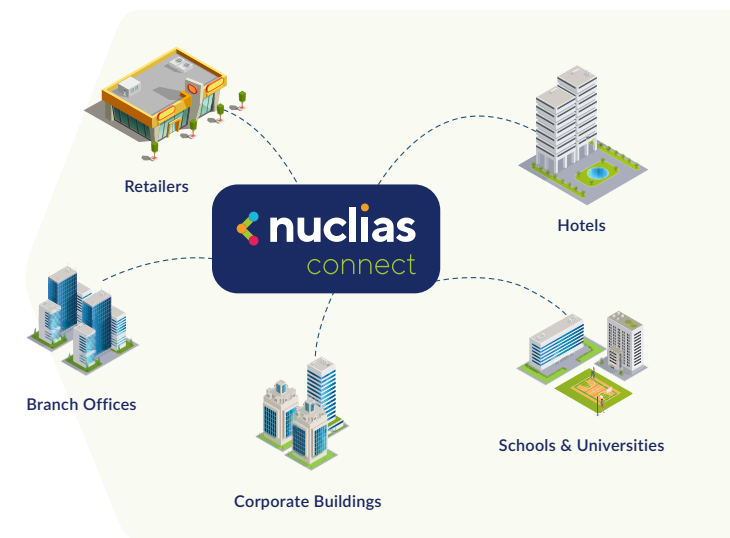 Retailers
Hotels
nuclias
connect
Branch Offices
Schools & Universities
Corporate Buildings